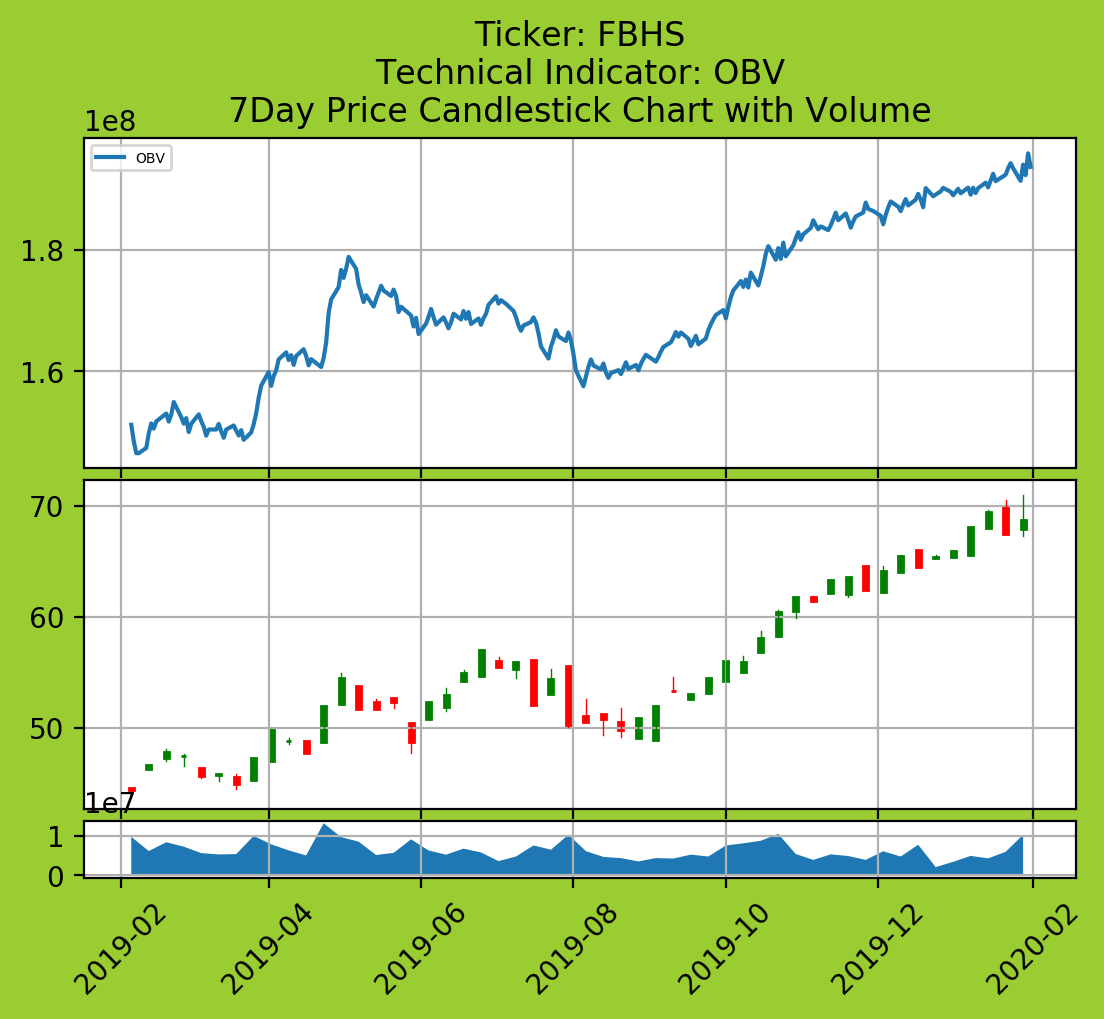 Ticker: FBHS
Technical Indicator: OBV
7Day Price Candlestick Chart with Volume
1e8
OBV
1.8
1.6
70
60
50
1e7
1
0
2019-02
2019-04
2019-06
2019-08
2019-10
2019-12
2020-02